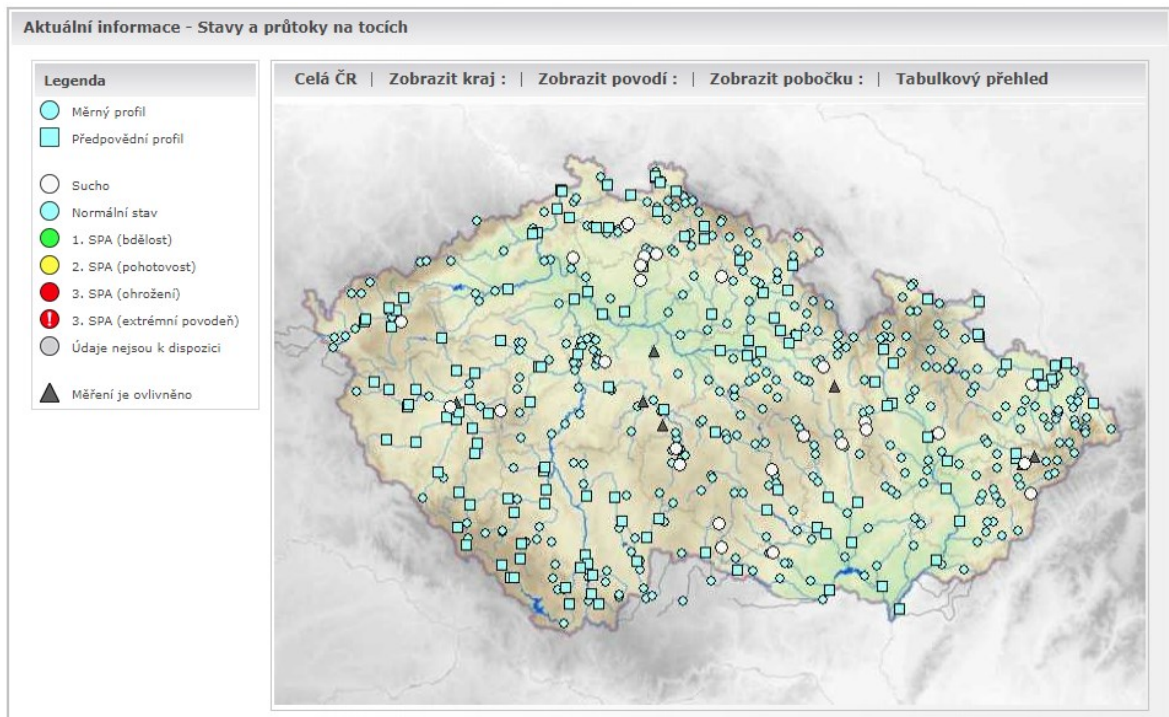 Aktuální informace - Stavy a průtoky na tocích
Legenda
Měrný profil
Předpovědní profil
Sucho
Normální stav
1. SPA (bdělost)
2. SPA (pohotovost)
3. SPA (ohrožení)
! 3. SPA (extrémní povodeň)
Údaje nejsou k dispozici
Měření je ovlivněno
Celá ČR | Zobrazit kraj : | Zobrazit povodí : | Zobrazit pobočku : | Tabulkový přehled